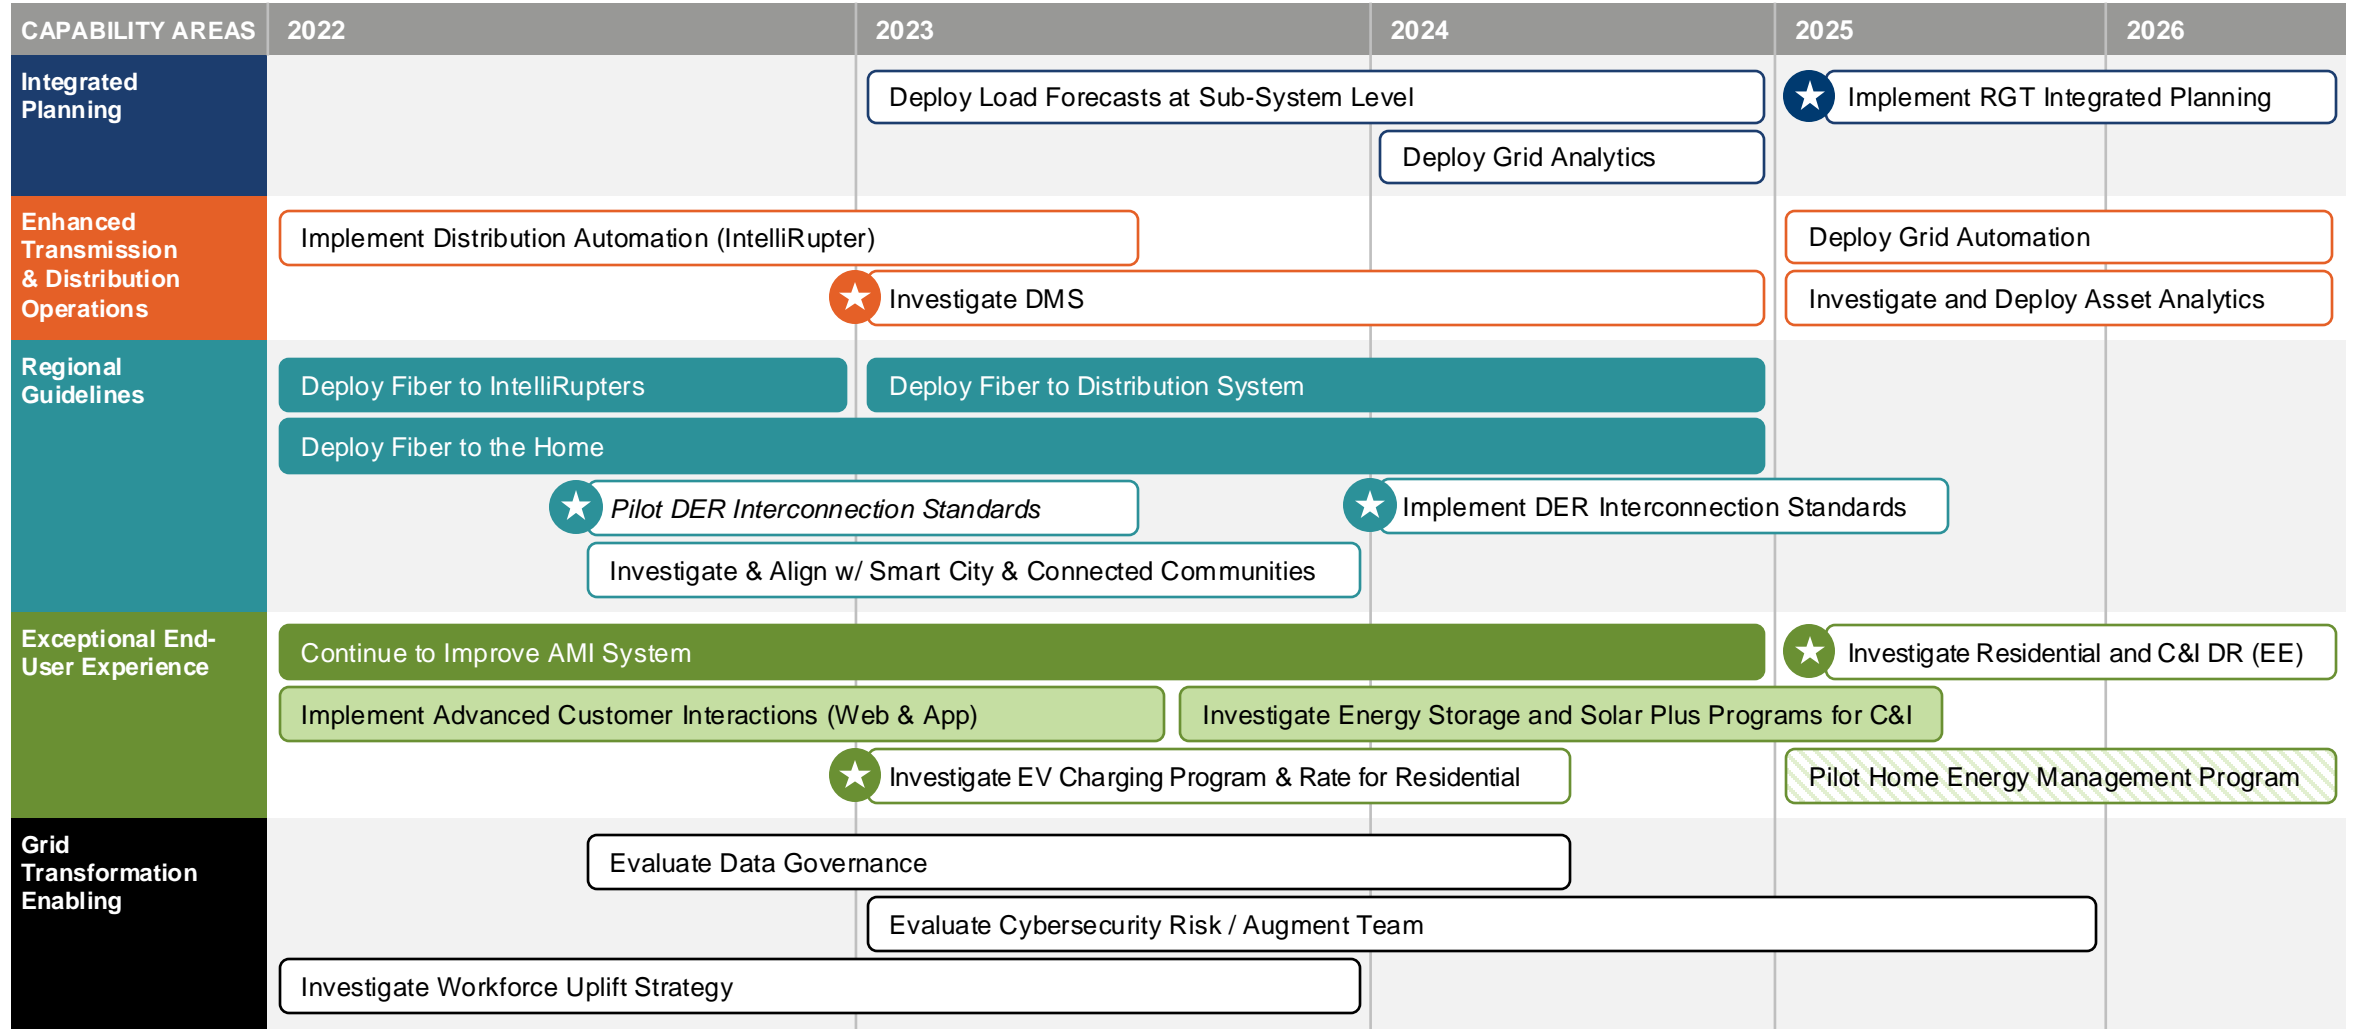 CAPABILITY AREAS
2022
2023
2024
2025
2026
Integrated
Planning
Deploy Load Forecasts at Sub-System Level
Implement RGT Integrated Planning
Deploy Grid Analytics
Enhanced
Transmission
& Distribution
Operations
Implement Distribution Automation (IntelliRupter)
Deploy Grid Automation
Investigate DMS
Investigate and Deploy Asset Analytics
Regional
Guidelines
Deploy Fiber to IntelliRupters
Deploy Fiber to Distribution System
Deploy Fiber to the Home
Pilot DER Interconnection Standards
Implement DER Interconnection Standards
Investigate & Align w/ Smart City & Connected Communities
Exceptional End-
User Experience
Continue to Improve AMI System
Investigate Residential and C&I DR (EE)
Implement Advanced Customer Interactions (Web & App)
Investigate Energy Storage and Solar Plus Programs for C&I
Investigate EV Charging Program & Rate for Residential
Pilot Home Energy Management Program
Grid
Transformation
Enabling
Evaluate Data Governance
Evaluate Cybersecurity Risk / Augment Team
Investigate Workforce Uplift Strategy